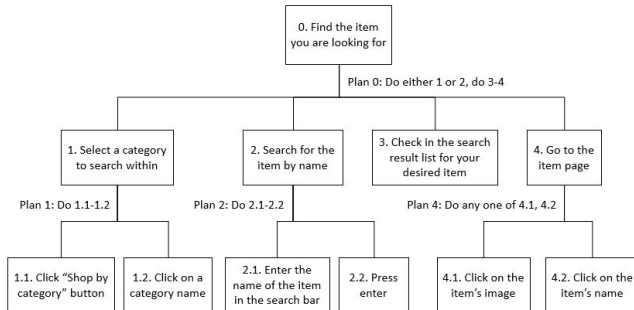 0. Find the item
you are looking for
Plan 0: Do either 1 or 2, do 3-4
1. Select a category
to search within
2. Search for the
item by name
3. Check in the search
result list for your
desired item
4. Go to the
item page
Plan 1: Do 1.1-1.2
Plan 2: Do 2.1-2.2
Plan 4: Do any one of 4.1, 4.2
1.1. Click “Shop by
category” button
1.2. Click on a
category name
2.1. Enter the
name of the item
in the search bar
2.2. Press
enter
4.1. Click on the
item’s image
4.2. Click on the
item’s name